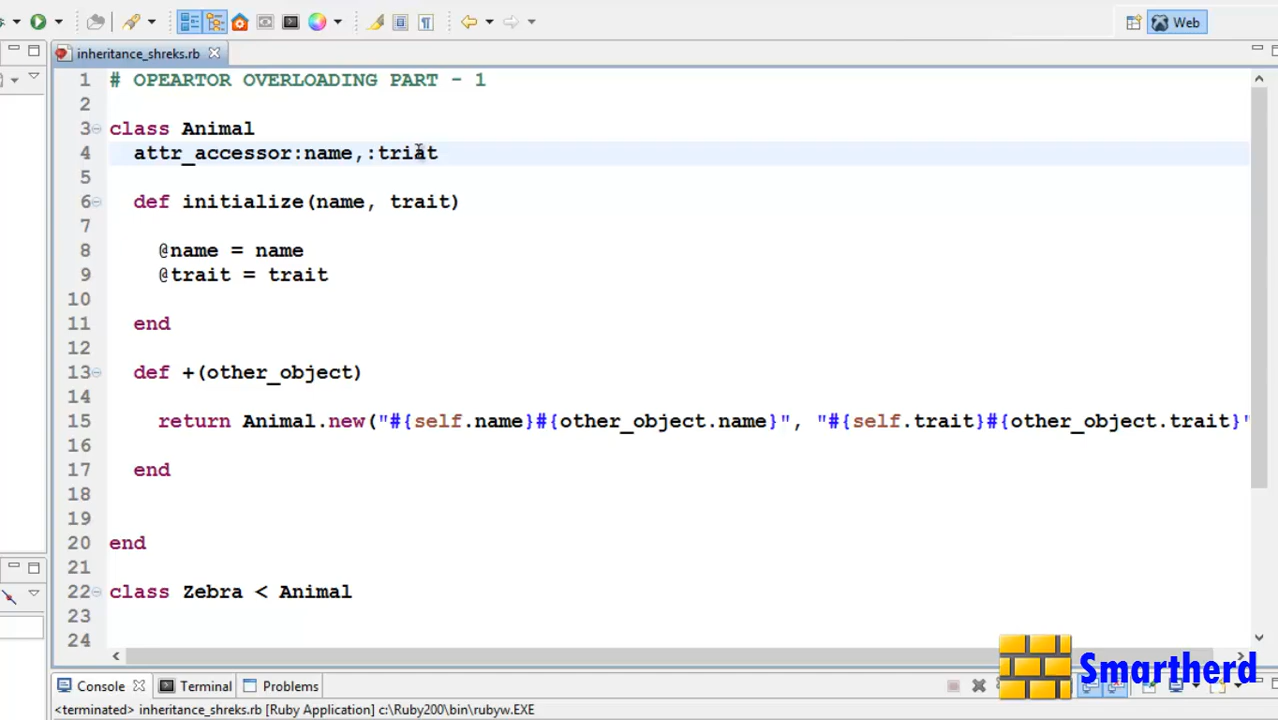 Web
inheritance_shreks.rb
1 # OPEARTOR OVERLOADING PART - 1
2
3 class Animal
4 attr_accessor:name,:triat
5
6 def initialize(name, trait)
7
8 @name = name
9 @trait = trait
10
11 end
12
13 def +(other_object)
14
15 return Animal.new("#{self.name}#{other_object.name}", "#{self.trait}#{other_object.trait}"
16
17 end
18
19
20 end
21
22 class Zebra < Animal
23
24
Smartherd
Console Terminal Problems
<terminated> inheritance_shreks.rb [Ruby Application] c:\Ruby200\bin\rubyw.EXE